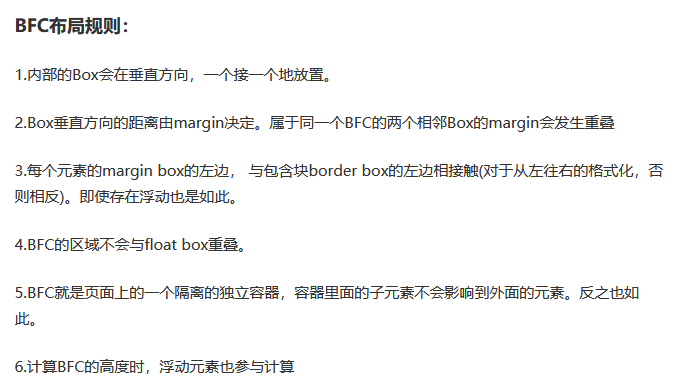 BFC布局规则：
1.内部的Box会在垂直方向，一个接一个地放置。
2.Box垂直方向的距离由margin决定。属于同一个BFC的两个相邻Box的margin会发生重叠
3.每个元素的margin box的左边， 与包含块border box的左边相接触(对于从左往右的格式化，否
则相反)。即使存在浮动也是如此。
4.BFC的区域不会与float box重叠。
5.BFC就是页面上的一个隔离的独立容器，容器里面的子元素不会影响到外面的元素。反之也如
此。
6.计算BFC的高度时，浮动元素也参与计算